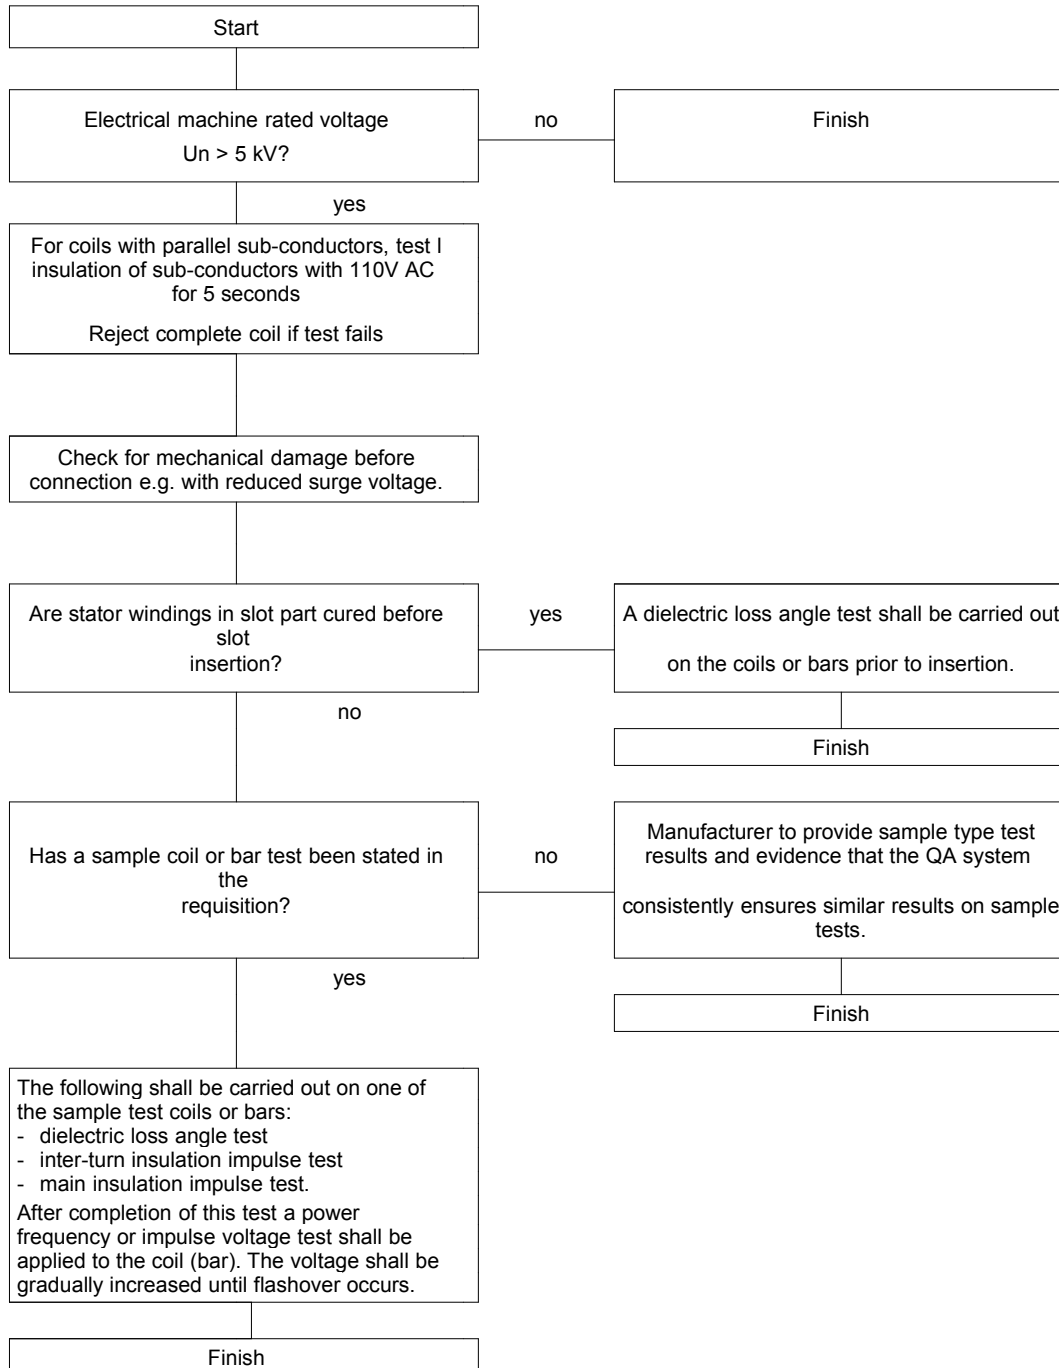 Start
Electrical machine rated voltage
Un > 5 kV?
no
Finish
yes
For coils with parallel sub-conductors, test I
insulation of sub-conductors with 110V AC
for 5 seconds
Reject complete coil if test fails
Check for mechanical damage before
connection e.g. with reduced surge voltage.
Are stator windings in slot part cured before
slot
insertion?
yes
A dielectric loss angle test shall be carried out
on the coils or bars prior to insertion.
no
Finish
Has a sample coil or bar test been stated in
the
requisition?
no
Manufacturer to provide sample type test
results and evidence that the QA system
consistently ensures similar results on sample
tests.
yes
Finish
The following shall be carried out on one of
the sample test coils or bars:
- dielectric loss angle test
- inter-turn insulation impulse test
- main insulation impulse test.
After completion of this test a power
frequency or impulse voltage test shall be
applied to the coil (bar). The voltage shall be
gradually increased until flashover occurs.
Finish